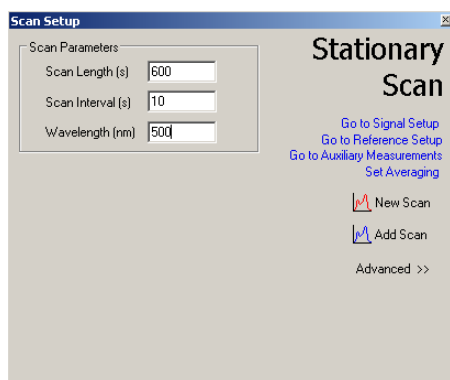 Scan Setup
Scan Parameters
Scan Length (s) 600
Scan Interval (s) 10
Wavelength (nm) 500
Stationary
Scan
Go to Signal Setup
Go to Reference Setup
Go to Auxiliary Measurements
Set Averaging
New Scan
Add Scan
Advanced >>